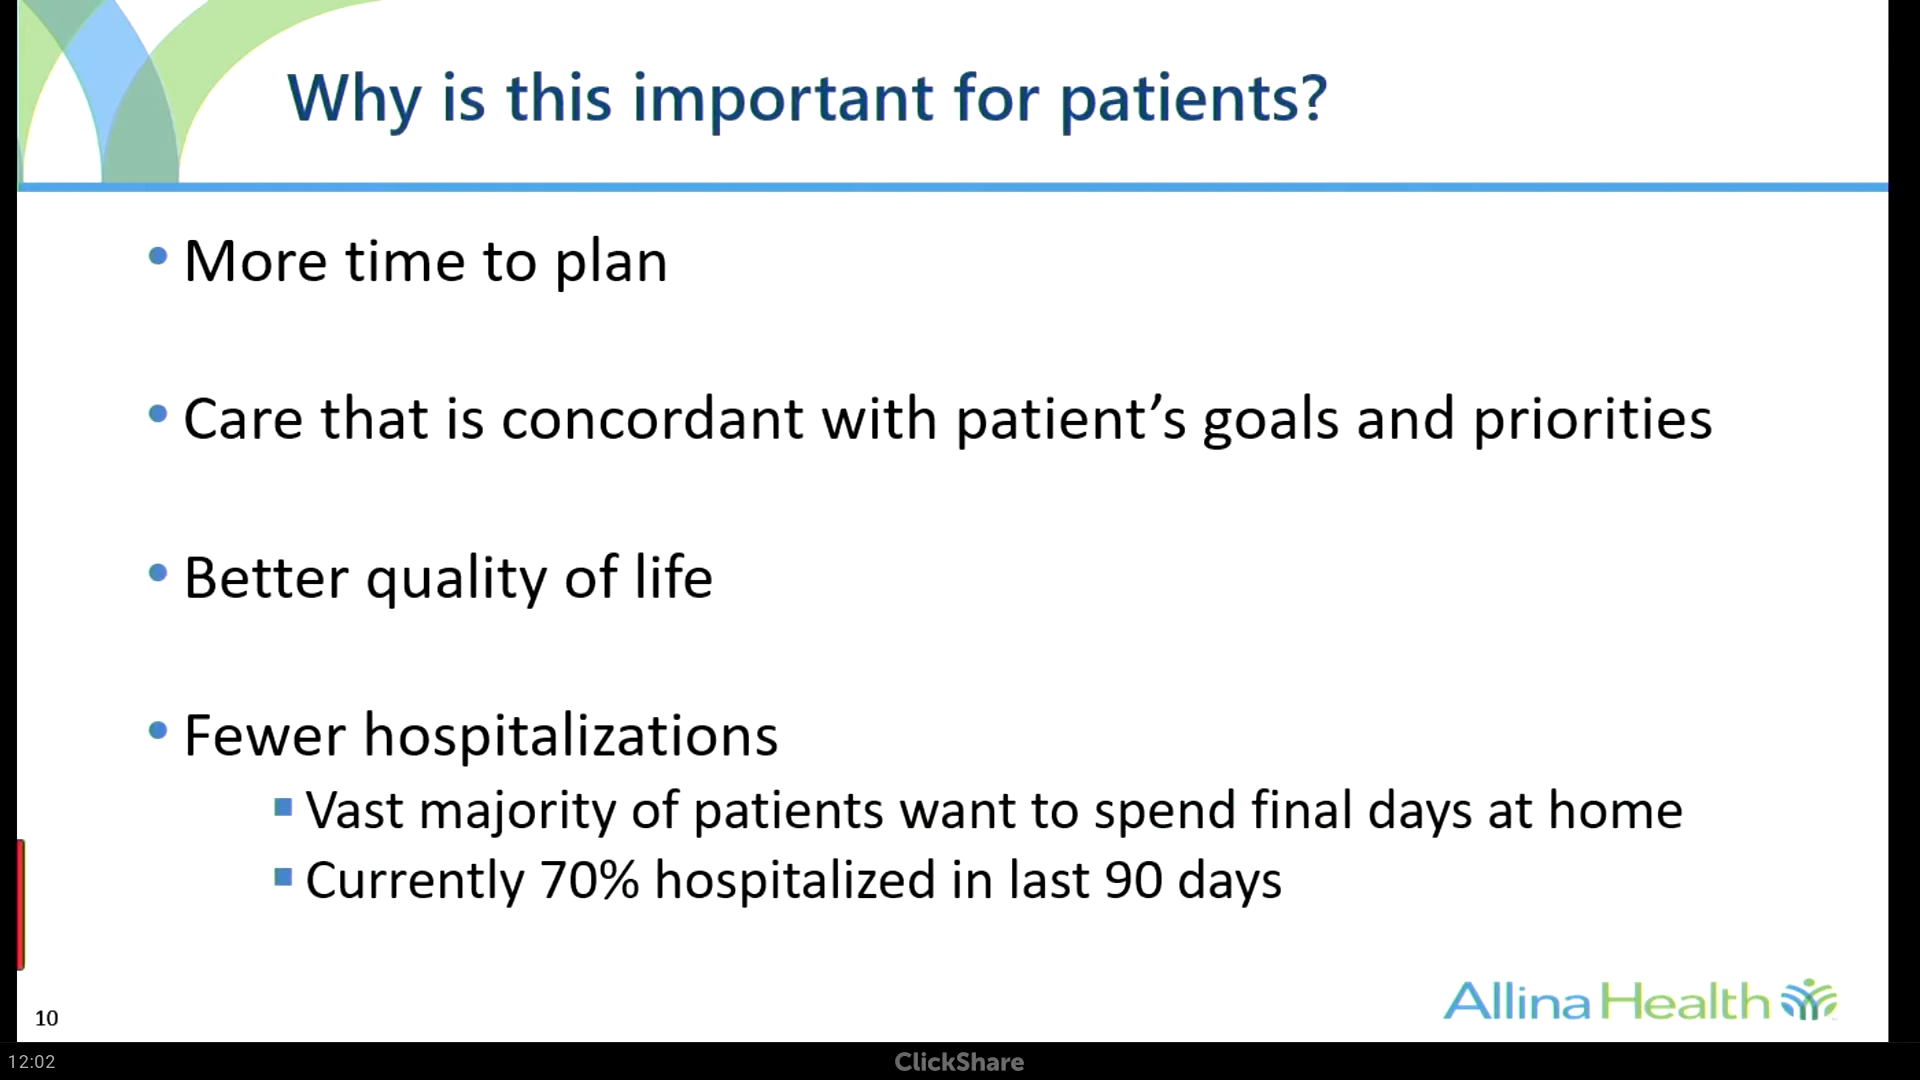 Why is this important for patients?
• More time to plan
• Care that is concordant with patient’s goals and priorities
• Better quality of life
• Fewer hospitalizations
▪ Vast majority of patients want to spend final days at home
▪ Currently 70% hospitalized in last 90 days
10
Allina Health
12:02
ClickShare